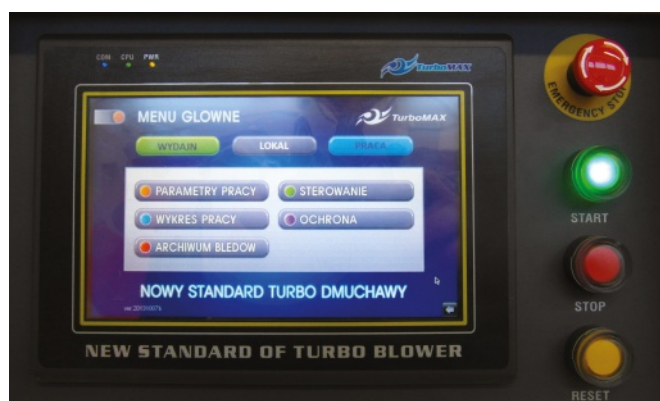 COM CPU PWR
TurboMAX
MENU GLOWNE
TurboMAX
WYDAJN LOKAL PRACA
PARAMETRY PRACY STEROWANIE
WYKRES PRACY OCHRONA
ARCHIWUM BLEDOW
NOWY STANDARD TURBO DMUCHAWY
NEW STANDARD OF TURBO BLOWER
EMERGENCY STOP
START
STOP
RESET